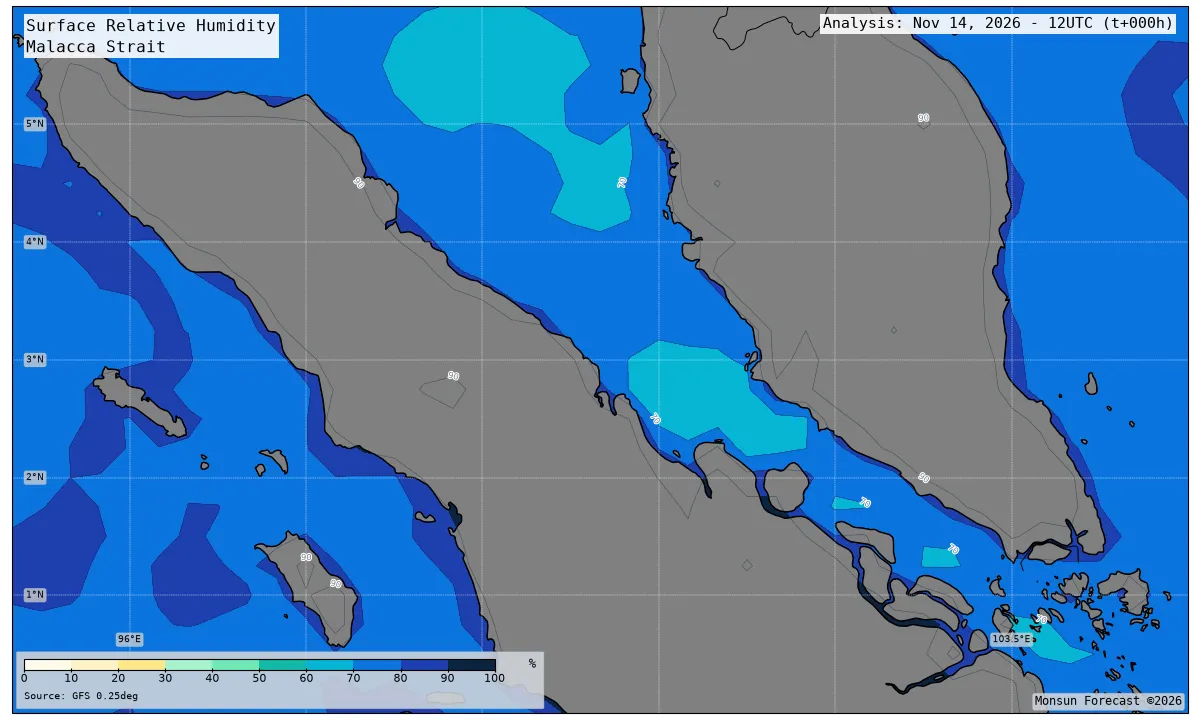 Surface Relative Humidity
Malacca Strait
Analysis: Nov 14, 2026 - 12UTC (t+000h)
90
5°N
90
70
4°N
3°N
90
70
2°N
90
70
70
90
90
1°N
70
96°E
103.5°E
%
0 10 20 30 40 50 60 70 80 90 100
Source: GFS 0.25deg
Monsun Forecast ©2026